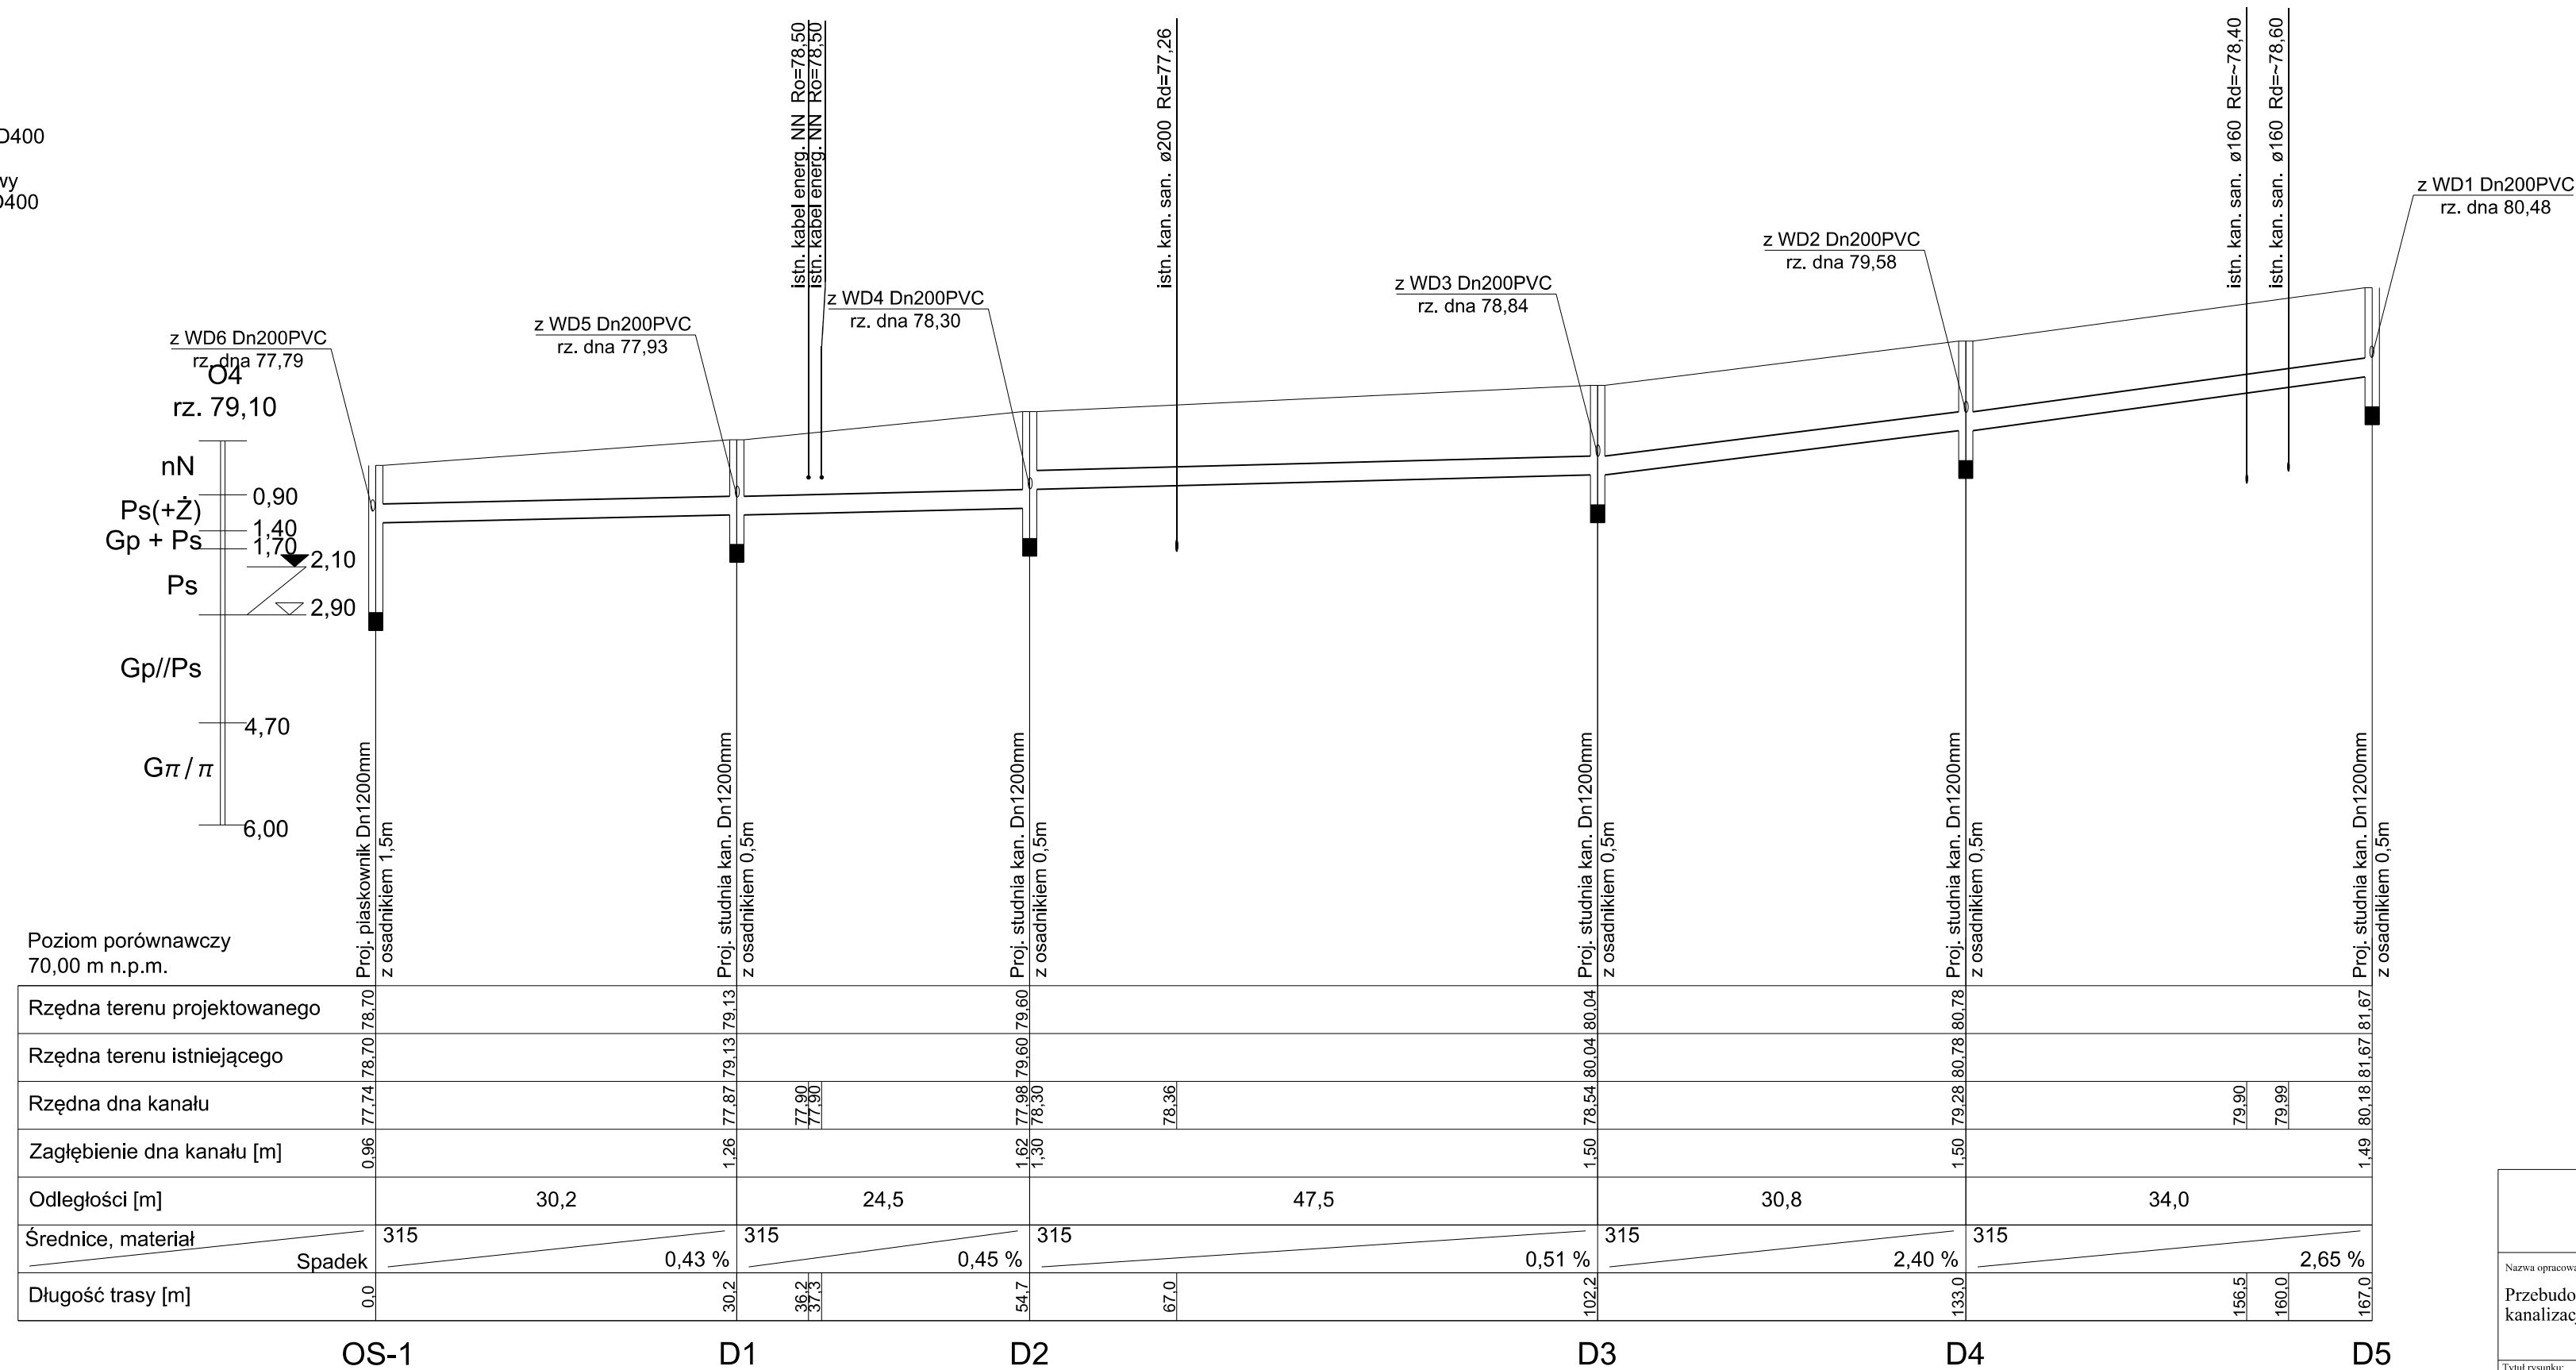 D400
wy
D400
istn. kabel energ. NN Ro=78,50
istn. kabel energ. NN Ro=78,50
istn. kan. san. ø200 Rd=77,26
istn. kan. san. ø160 Rd=~78,40
istn. kan. san. ø160 Rd=~78,60
z WD6 Dn200PVC
rz. dna 77,79
z WD5 Dn200PVC
rz. dna 77,93
z WD4 Dn200PVC
rz. dna 78,30
z WD3 Dn200PVC
rz. dna 78,84
z WD2 Dn200PVC
rz. dna 79,58
z WD1 Dn200PVC
rz. dna 80,48
O4
rz. 79,10
nN
0,90
Ps(+Ż)
1,40
Gp + Ps
1,70
2,10
Ps
2,90
Gp//Ps
4,70
Gπ/π
6,00
Proj. piaskownik Dn1200mm
z osadnikiem 1,5m
Proj. studnia kan. Dn1200mm
z osadnikiem 0,5m
Proj. studnia kan. Dn1200mm
z osadnikiem 0,5m
Proj. studnia kan. Dn1200mm
z osadnikiem 0,5m
Proj. studnia kan. Dn1200mm
z osadnikiem 0,5m
Proj. studnia kan. Dn1200mm
z osadnikiem 0,5m
Poziom porównawczy
70,00 m n.p.m.
Rzędna terenu projektowanego 78,70 79,13 79,60 80,04 80,78 81,67
Rzędna terenu istniejącego 78,70 79,13 79,60 80,04 80,78 81,67
Rzędna dna kanału 77,74 77,87 77,90 77,90 77,98 78,30 78,36 78,54 79,28 79,90 79,99 80,18
Zagłębienie dna kanału [m] 0,96 1,26 1,62 1,30 1,50 1,50 1,49
Odległości [m] 30,2 24,5 47,5 30,8 34,0
Średnice, materiał 315 315 315 315 315
Spadek 0,43 % 0,45 % 0,51 % 2,40 % 2,65 %
Długość trasy [m] 0,0 30,2 36,2 37,3 54,7 67,0 102,2 133,0 156,5 160,0 167,0
OS-1 D1 D2 D3 D4 D5
Nazwa opracowa
Przebudo
kanalizac
Tytuł rysunku: